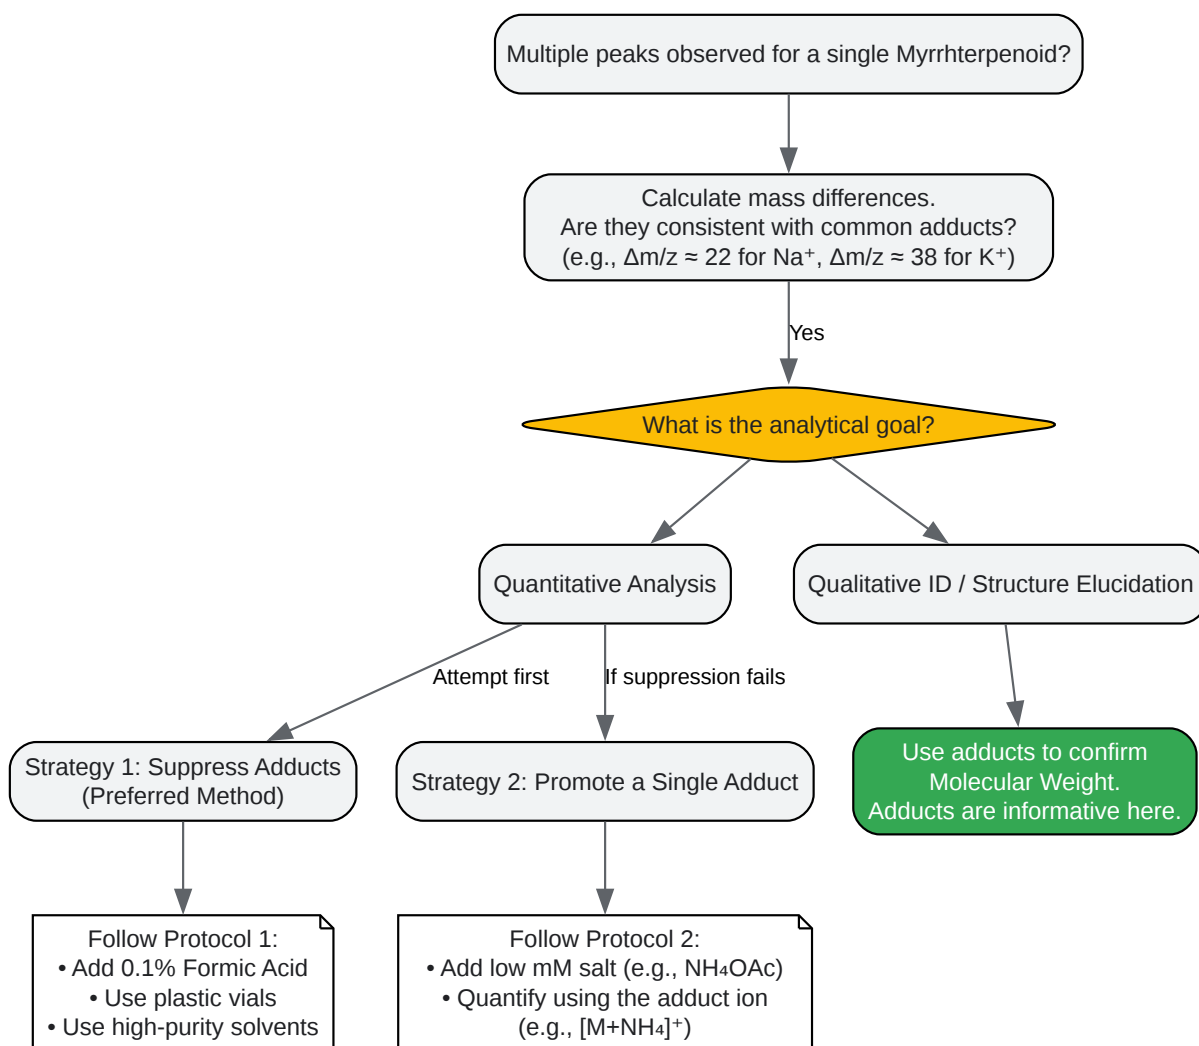 Multiple peaks observed for a single Myrrhterpenoid?
Calculate mass differences.
Are they consistent with common adducts?
(e.g., Δm/z ≈ 22 for Na⁺, Δm/z ≈ 38 for K⁺)
Yes
What is the analytical goal?
Quantitative Analysis
Qualitative ID / Structure Elucidation
Attempt first
If suppression fails
Strategy 1: Suppress Adducts
(Preferred Method)
Strategy 2: Promote a Single Adduct
Use adducts to confirm
Molecular Weight.
Adducts are informative here.
Follow Protocol 1:
• Add 0.1% Formic Acid
• Use plastic vials
• Use high-purity solvents
Follow Protocol 2:
• Add low mM salt (e.g., NH₄OAc)
• Quantify using the adduct ion
(e.g., [M+NH₄]⁺)